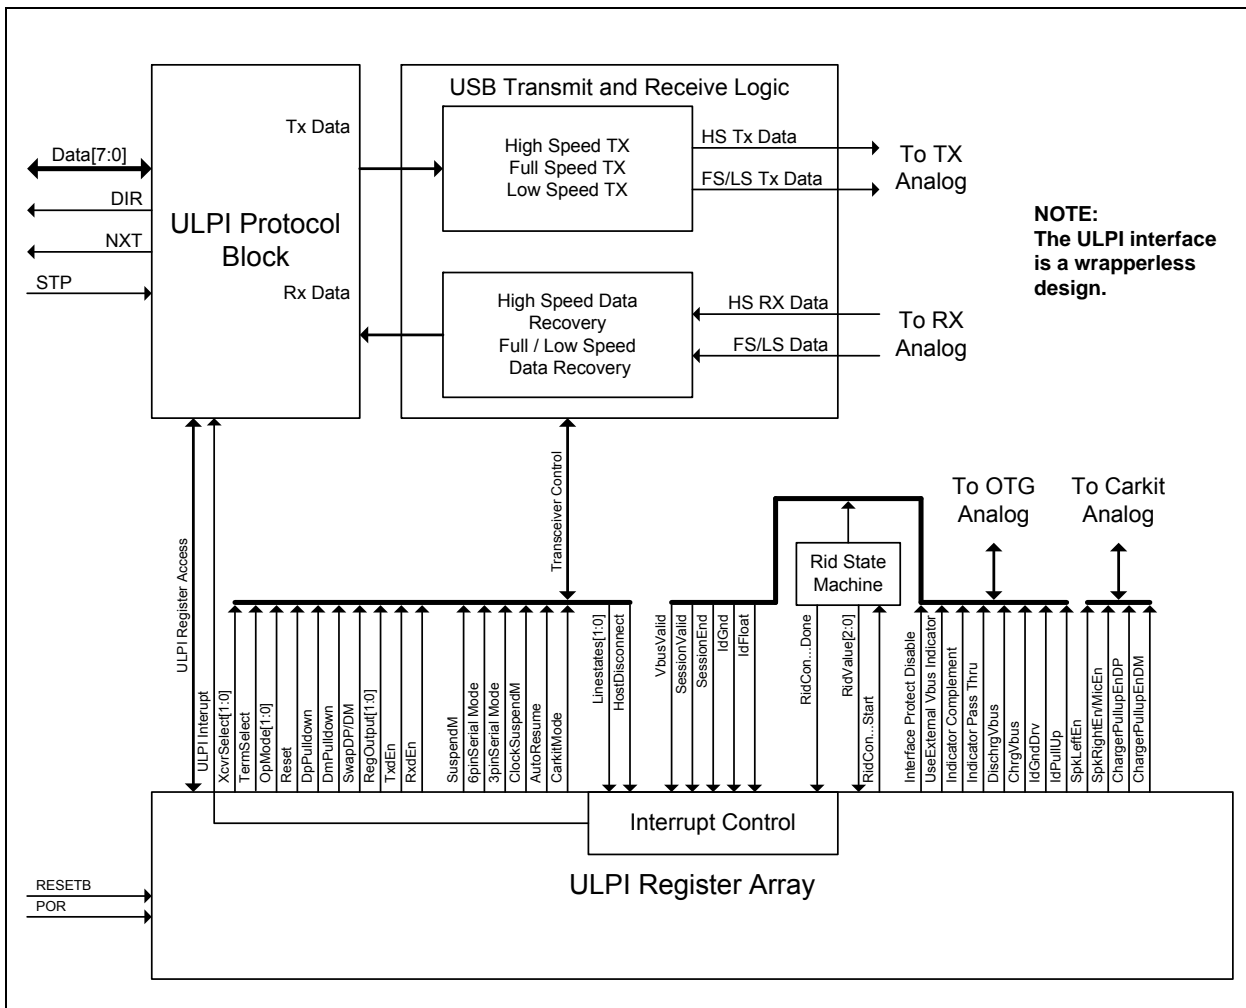 USB Transmit and Receive Logic
Tx Data
High Speed TX
Full Speed TX
Low Speed TX
HS Tx Data
FS/LS Tx Data
To TX
Analog
Data[7:0]
DIR
NXT
STP
ULPI Protocol
Block
Rx Data
High Speed Data
Recovery
Full / Low Speed
Data Recovery
HS RX Data
FS/LS Data
To RX
Analog
NOTE:
The ULPI interface
is a wrapperless
design.
ULPI Register Access
ULPI Interupt
Transceiver Control
To OTG
Analog
To Carkit
Analog
Rid State
Machine
XcvrSelect[1:0]
TermSelect
OpMode[1:0]
Reset
DpPulldown
DmPulldown
SwapDP/DM
RegOutput[1:0]
TxdEn
RxdEn
SuspendM
6pinSerial Mode
3pinSerial Mode
ClockSuspendM
AutoResume
CarkitMode
Linestates[1:0]
HostDisconnect
VbusValid
SessionValid
SessionEnd
IdGnd
IdFloat
RidCon...Done
RidValue[2:0]
RidCon...Start
Interface Protect Disable
UseExternal Vbus Indicator
Indicator Complement
Indicator Pass Thru
DischrgVbus
ChrgVbus
IdGndDrv
IdPullUp
SpkLeftEn
SpkRightEn/MicEn
ChargerPullupEnDP
ChargerPullupEnDM
Interrupt Control
ULPI Register Array
RESETB
POR